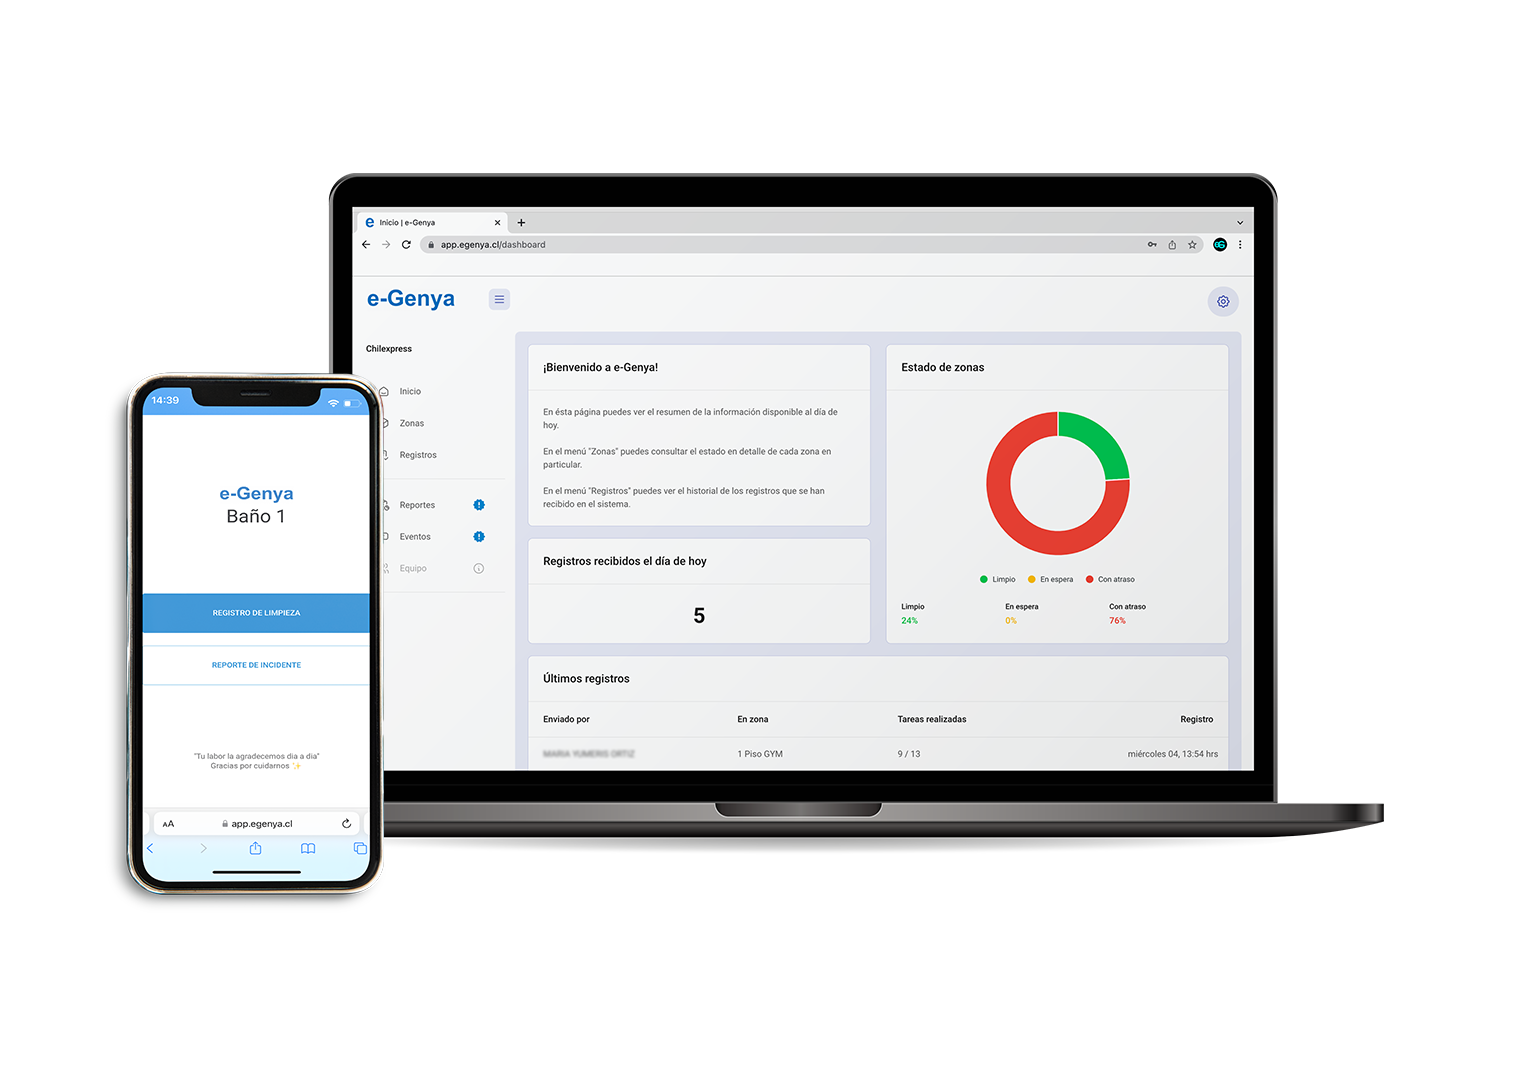 Inicio | e-Genya
app.egenya.cl/dashboard
e-Genya
Chilexpress
Inicio
Zonas
Registros
Reportes
Eventos
Equipo
¡Bienvenido a e-Genya!
En ésta página puedes ver el resumen de la información disponible al día de
hoy.
En el menú "Zonas" puedes consultar el estado en detalle de cada zona en
particular.
En el menú "Registros" puedes ver el historial de los registros que se han
recibido en el sistema.
Registros recibidos el día de hoy
5
Estado de zonas
Limpio En espera Con atraso
Limpio En espera Con atraso
24% 0% 76%
Últimos registros
Enviado por En zona Tareas realizadas Registro
1 Piso GYM 9 / 13 miércoles 04, 13:54 hrs
14:39
e-Genya
Baño 1
REGISTRO DE LIMPIEZA
REPORTE DE INCIDENTE
"Tu labor la agradecemos dia a dia"
Gracias por cuidarnos ✨
AA app.egenya.cl